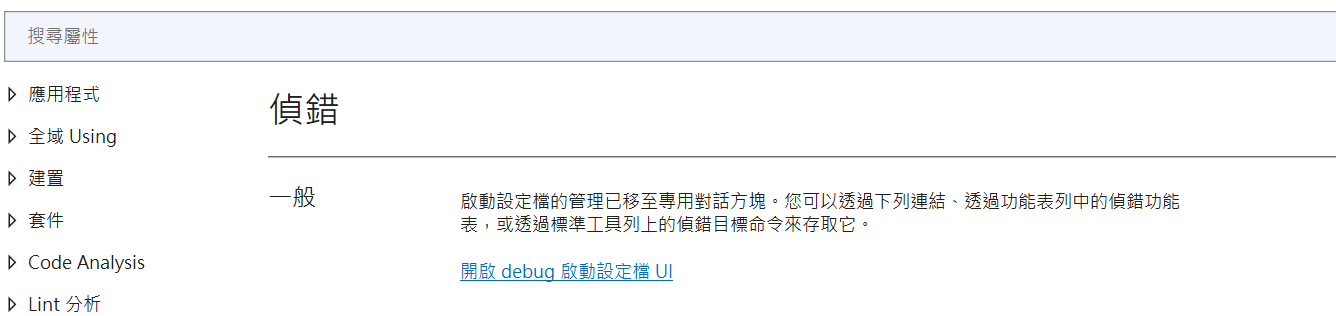 搜尋屬性
應用程式
全域 Using
建置
套件
Code Analysis
Lint 分析
偵錯
一般
啟動設定檔的管理已移至專用對話方塊。您可以透過下列連結、透過功能表列中的偵錯功能
表，或透過標準工具列上的偵錯目標命令來存取它。
開啟 debug 啟動設定檔 UI